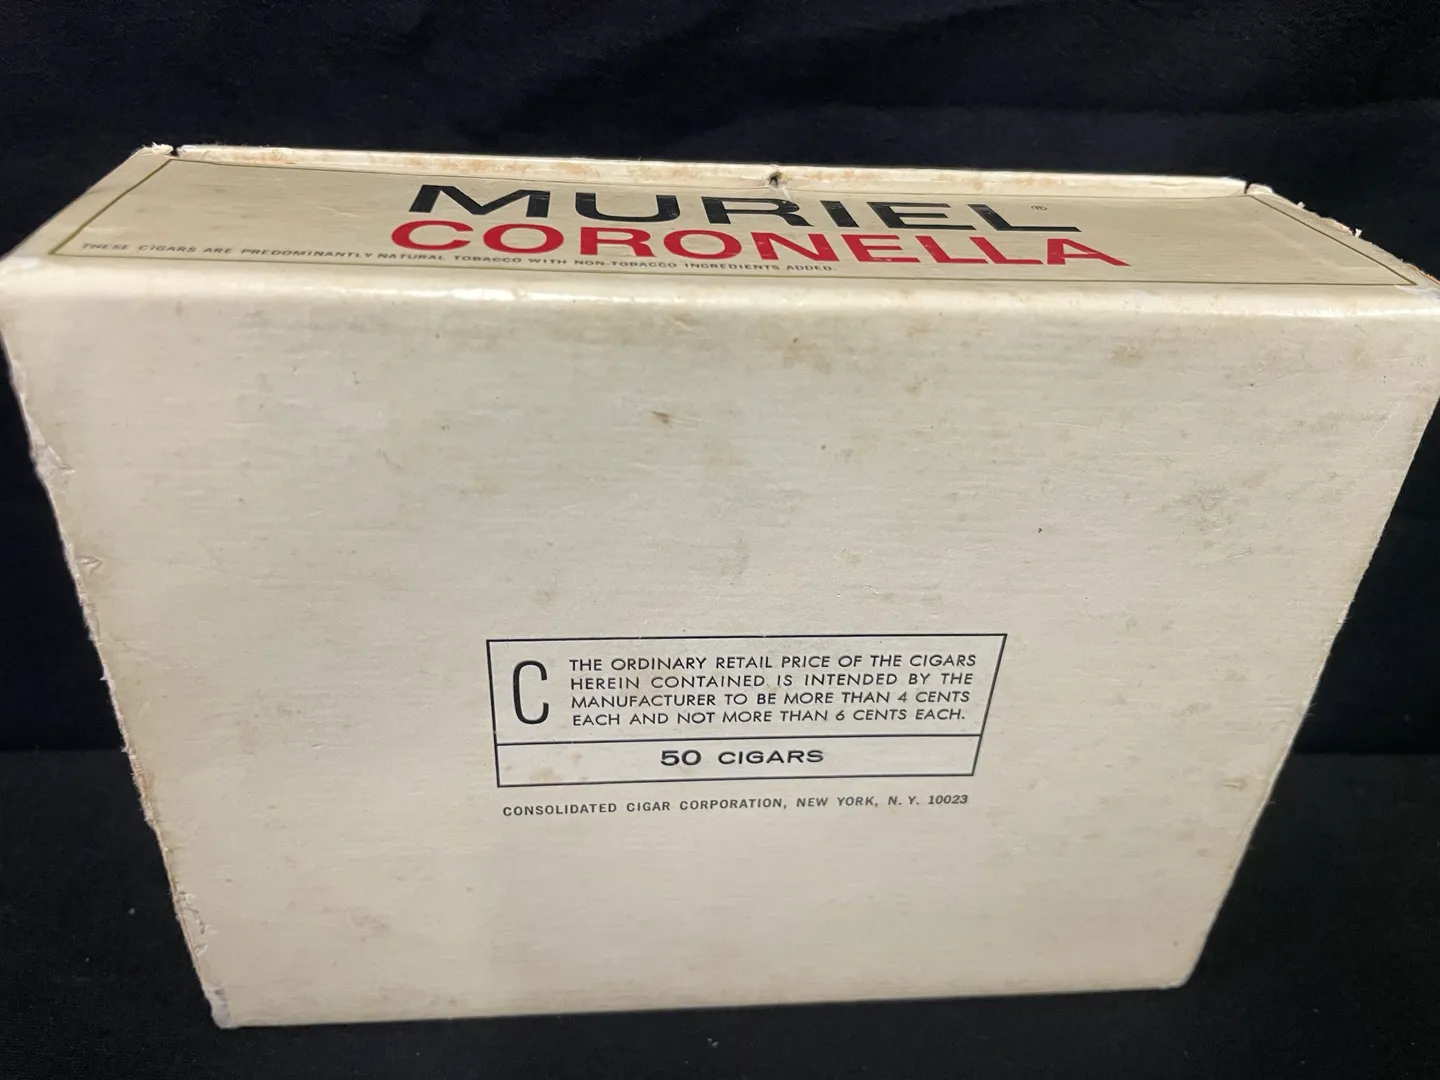 MURIEL®
CORONELLA
THESE CIGARS ARE PREDOMINANTLY NATURAL TOBACCO WITH NON-TOBACCO INGREDIENTS ADDED.
C
THE ORDINARY RETAIL PRICE OF THE CIGARS
HEREIN CONTAINED IS INTENDED BY THE
MANUFACTURER TO BE MORE THAN 4 CENTS
EACH AND NOT MORE THAN 6 CENTS EACH.
50 CIGARS
CONSOLIDATED CIGAR CORPORATION, NEW YORK, N. Y. 10023